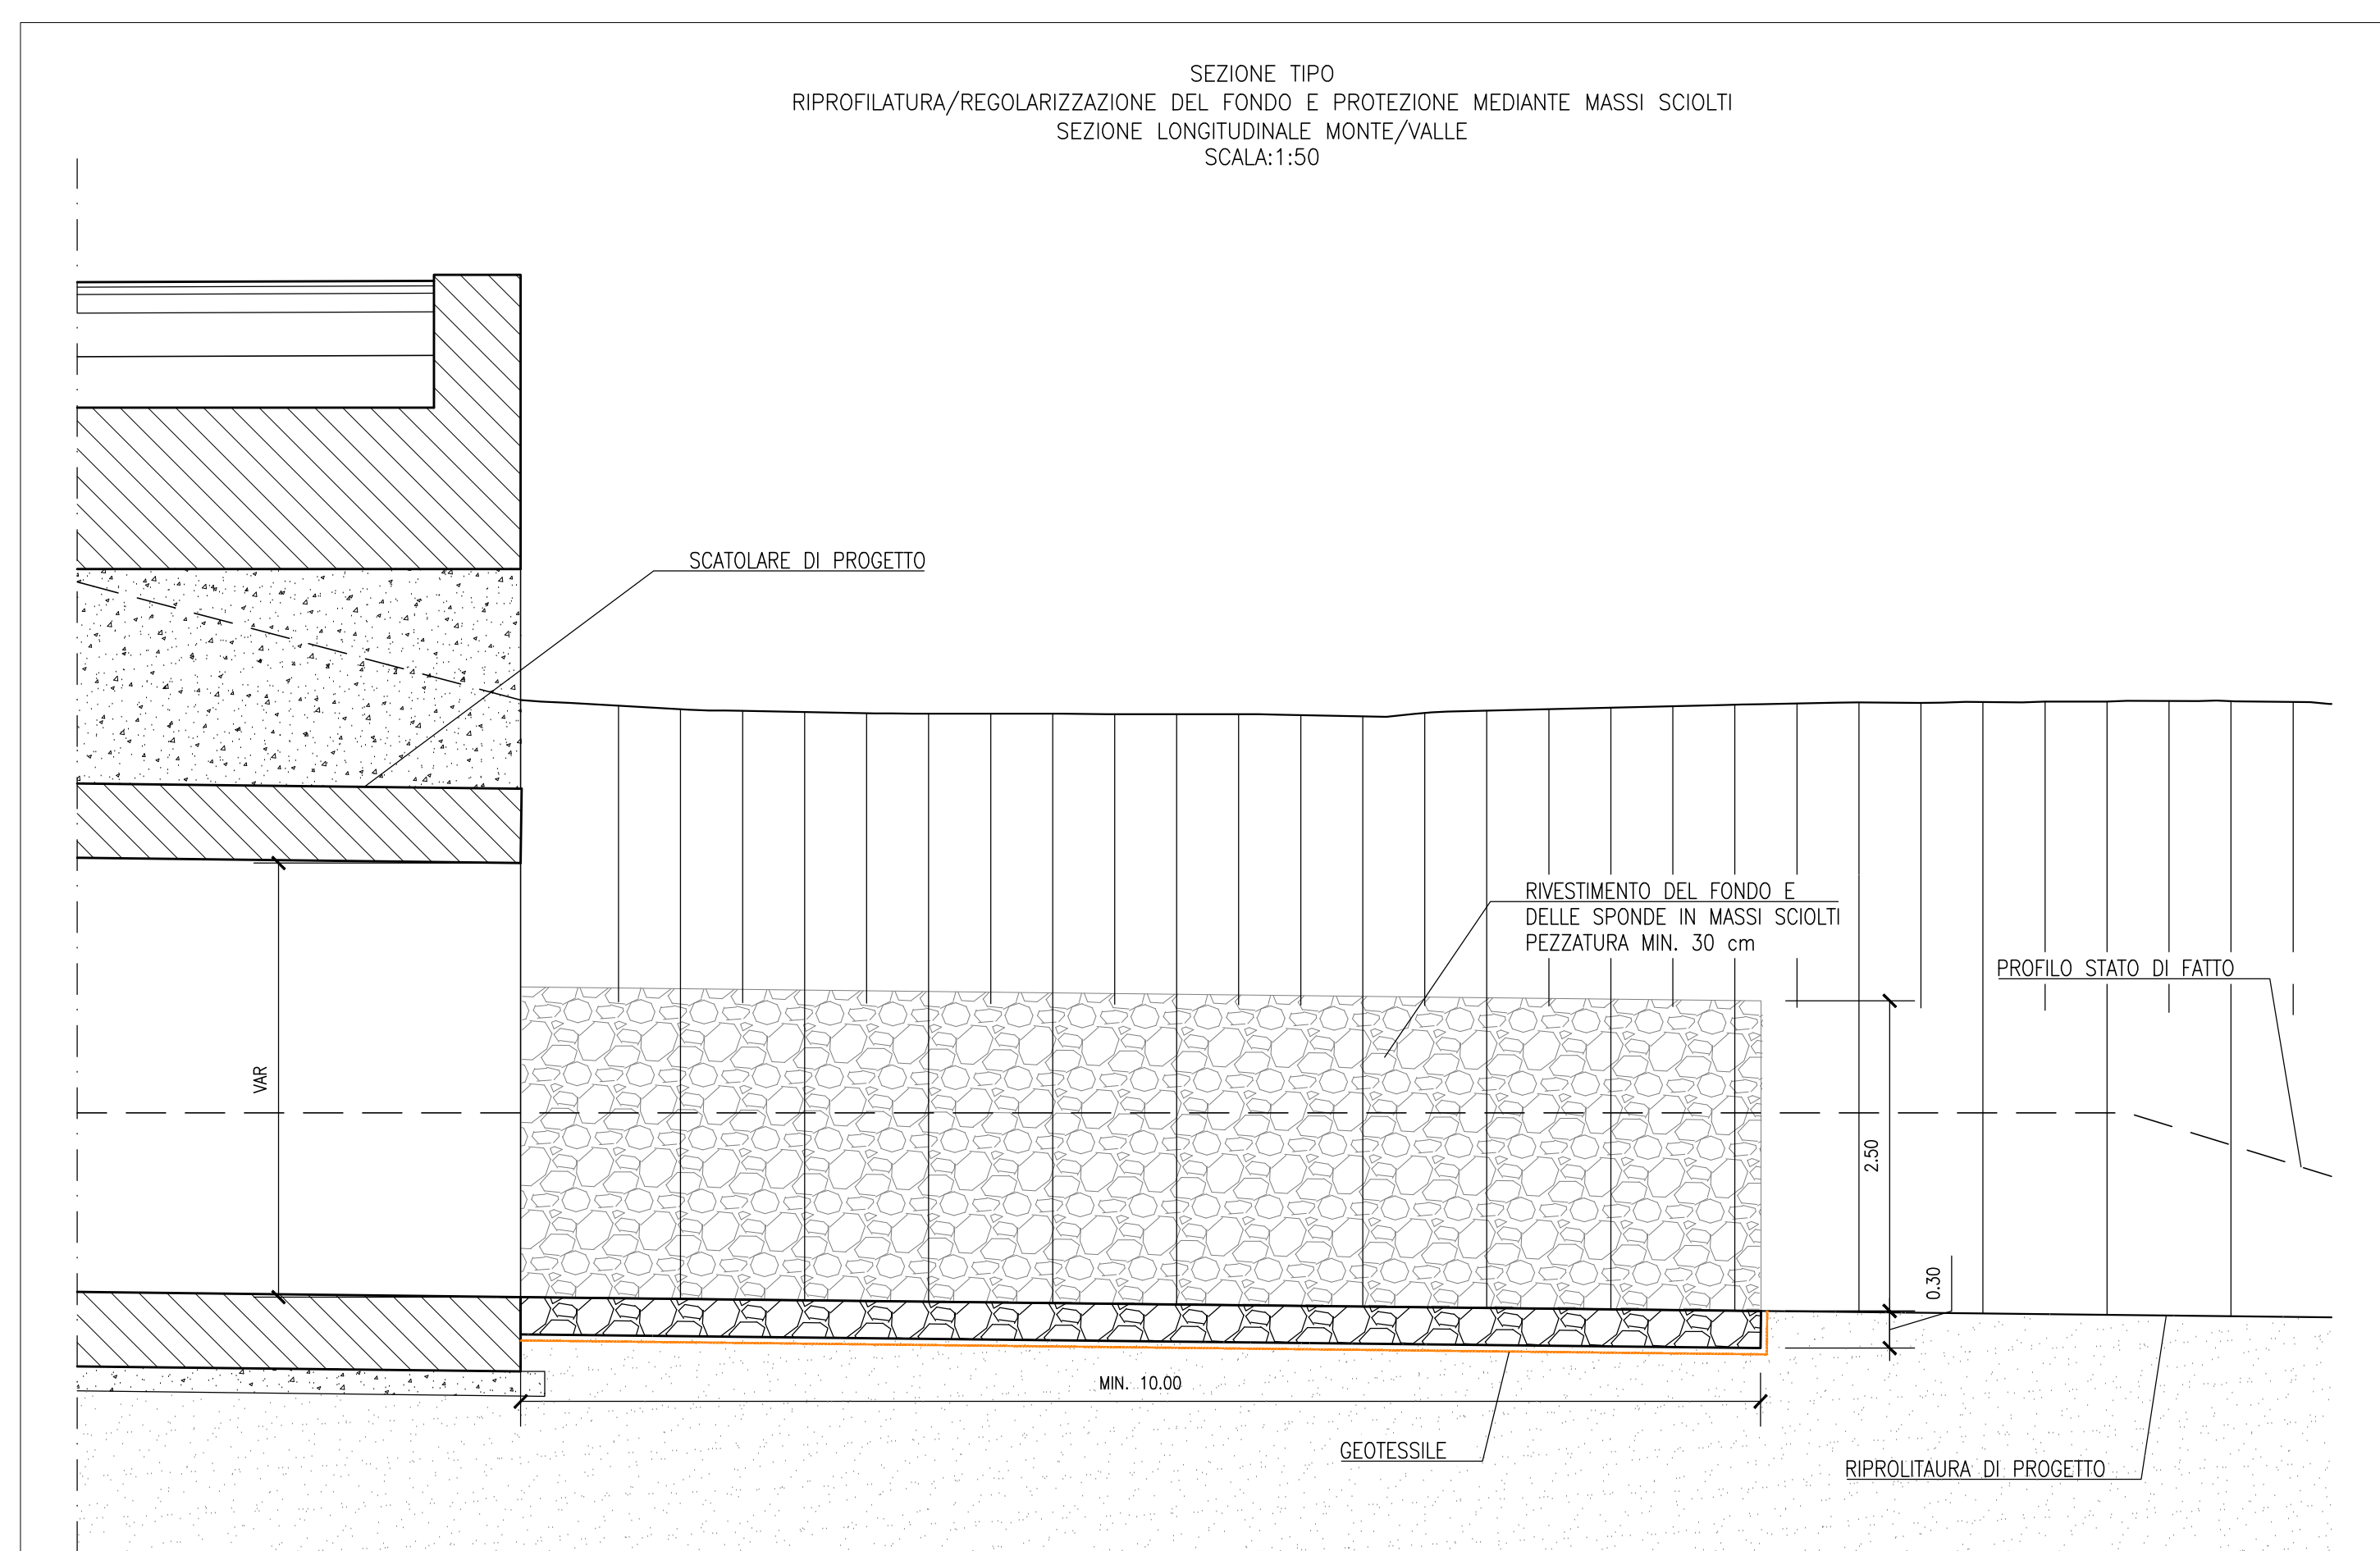 SEZIONE TIPO
RIPROFILATURA/REGOLARIZZAZIONE DEL FONDO E PROTEZIONE MEDIANTE MASSI SCIOLTI
SEZIONE LONGITUDINALE MONTE/VALLE
SCALA:1:50
SCATOLARE DI PROGETTO
RIVESTIMENTO DEL FONDO E
DELLE SPONDE IN MASSI SCIOLTI
PEZZATURA MIN. 30 cm
PROFILO STATO DI FATTO
VAR
2.50
0.30
MIN. 10.00
GEOTESSILE
RIPROLITAURA DI PROGETTO